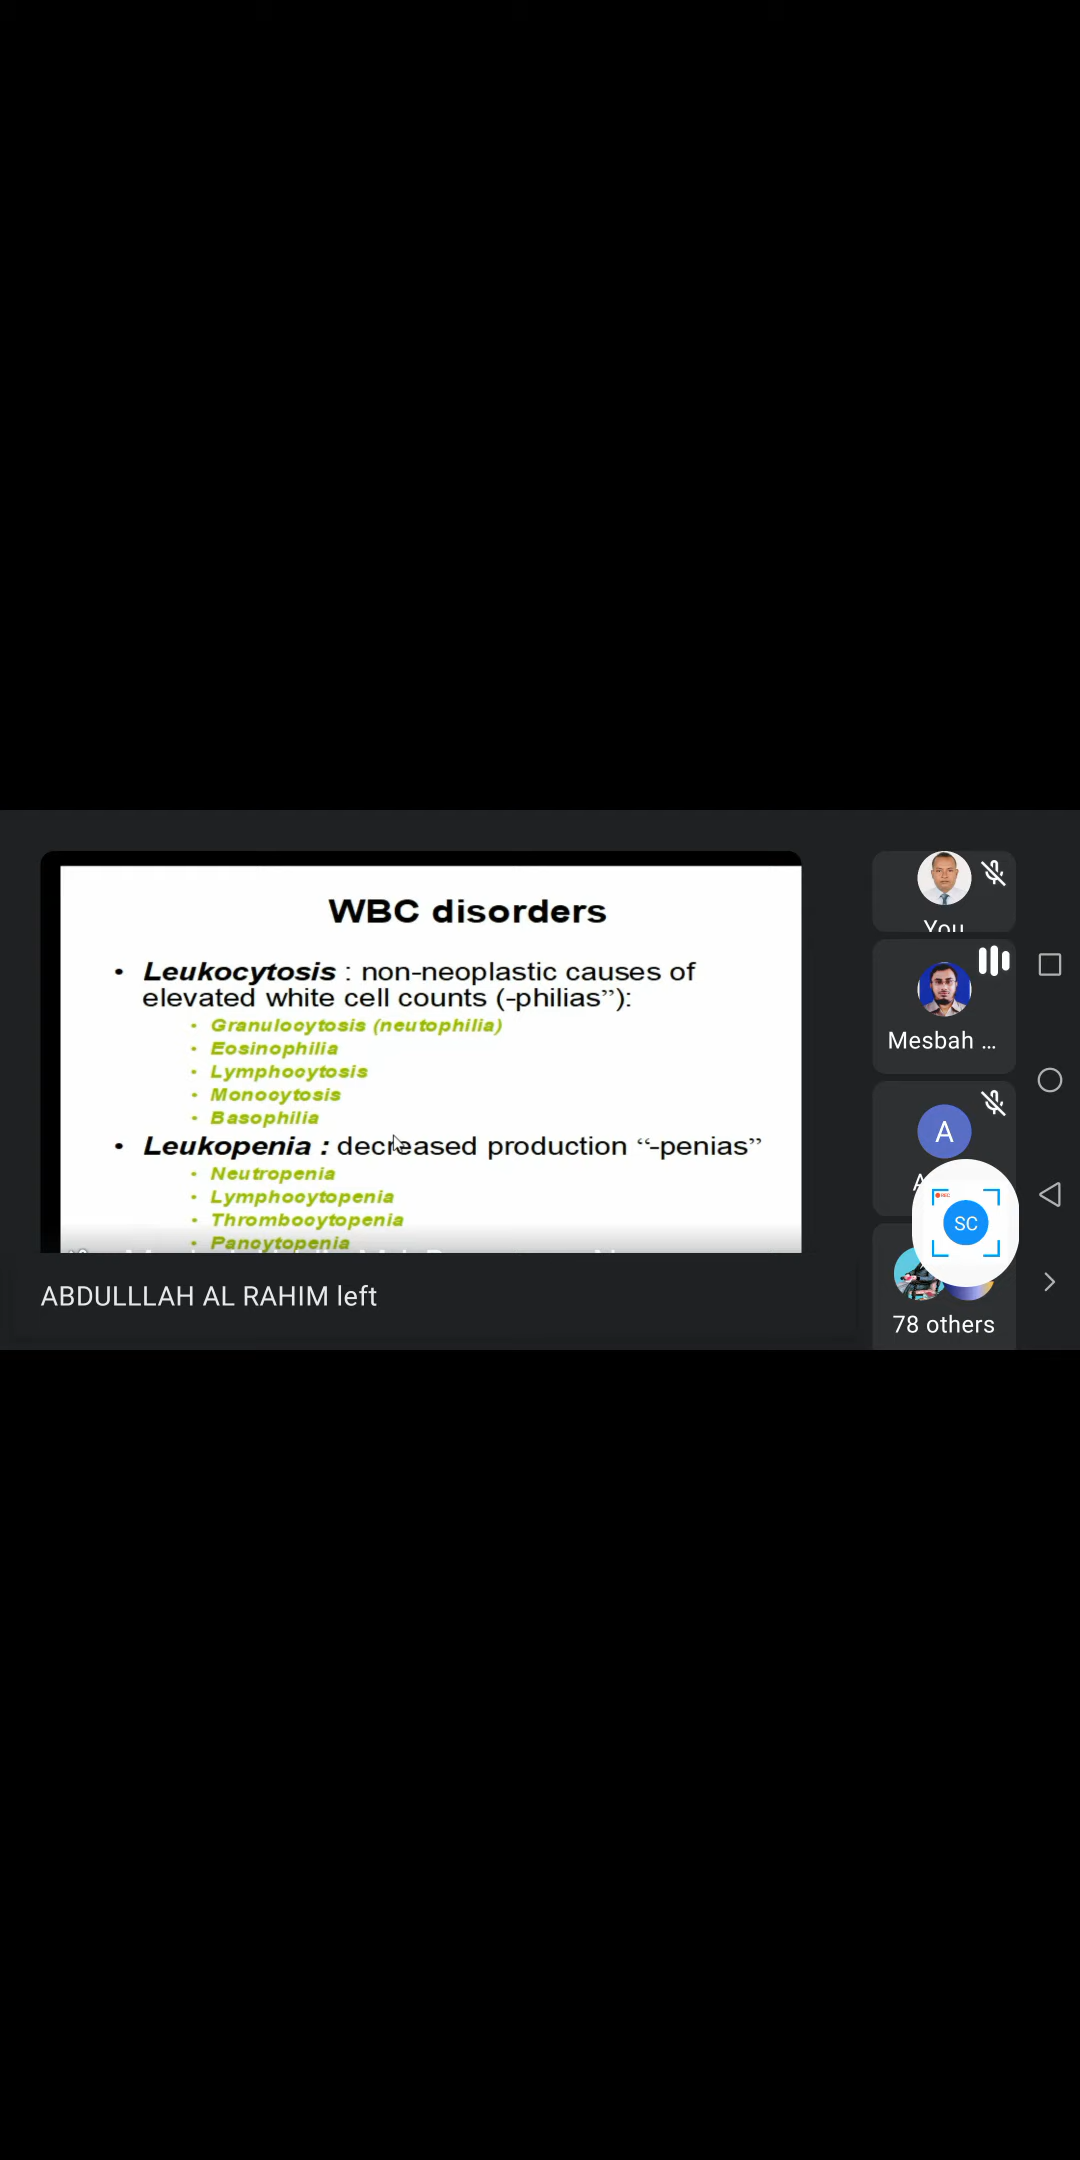 WBC disorders
• Leukocytosis : non-neoplastic causes of
elevated white cell counts (-philias”):
• Granulocytosis (neutophilia)
• Eosinophilia
• Lymphocytosis
• Monocytosis
• Basophilia
• Leukopenia : decreased production “-penias”
• Neutropenia
• Lymphocytopenia
• Thrombocytopenia
• Pancytopenia
ABDULLLAH AL RAHIM left
You
Mesbah ...
A
A
REC
SC
78 others